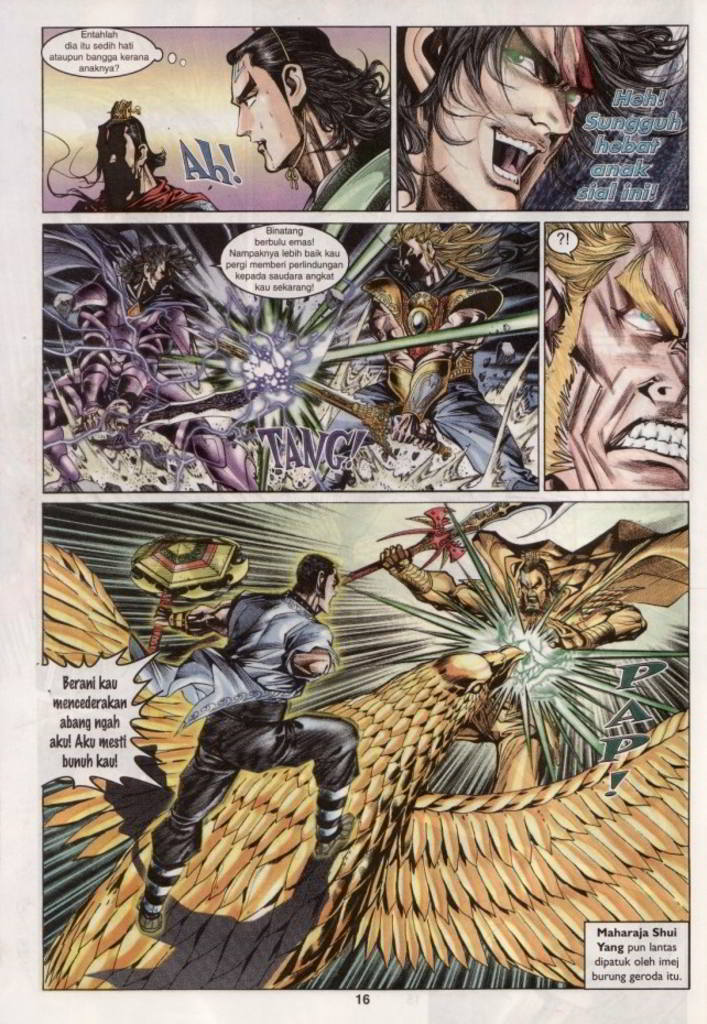 Entahlah
dia itu sedih hati
ataupun bangga kerana
anaknya?
Ah!
Heh!
Sungguh
hebat
anak
sial ini!
Binatang
berbulu emas!
Nampaknya lebih baik kau
pergi memberi perlindungan
kepada saudara angkat
kau sekarang!
TANG!
?!
Berani kau
mencederakan
abang ngah
aku! Aku mesti
bunuh kau!
PAP!
Maharaja Shui
Yang pun lantas
dipatuk oleh imej
burung geroda itu.
16